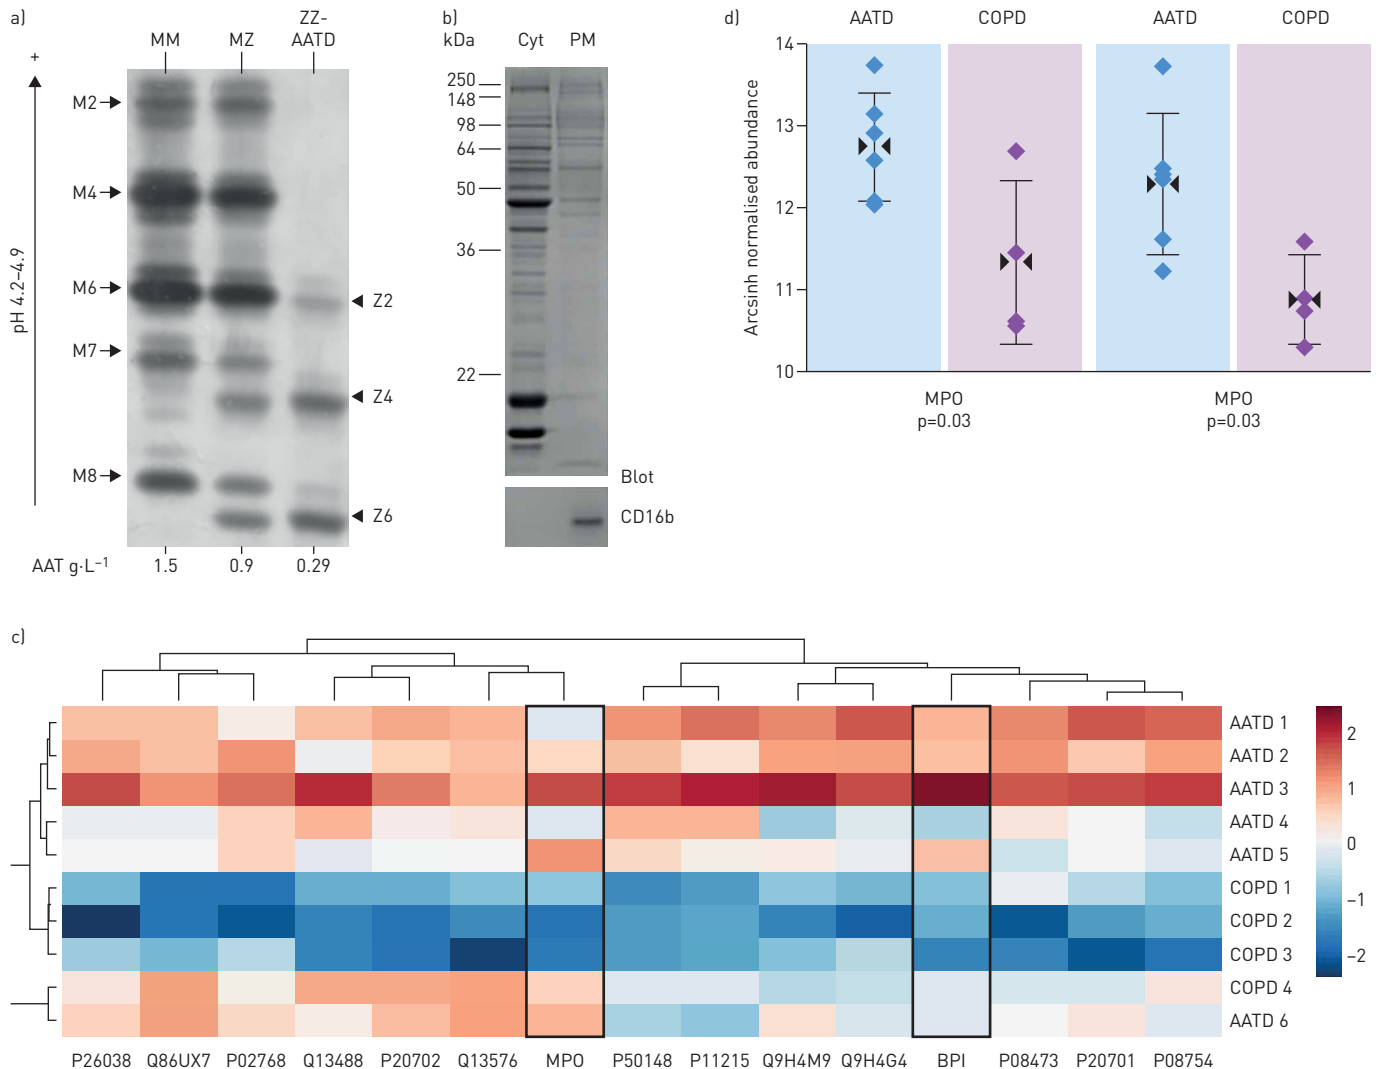 a)
MM
MZ
ZZ-
AATD
+
pH 4.2–4.9
M2
M4
M6
M7
M8
Z2
Z4
Z6
AAT g·L⁻¹
1.5
0.9
0.29
b)
kDa
Cyt
PM
250
148
98
64
50
36
22
Blot
CD16b
d)
AATD
COPD
AATD
COPD
Arcsinh normalised abundance
14
13
12
11
10
MPO
p=0.03
MPO
p=0.03
c)
AATD 1
AATD 2
AATD 3
AATD 4
AATD 5
COPD 1
COPD 2
COPD 3
COPD 4
AATD 6
2
1
0
−1
−2
P26038
Q86UX7
P02768
Q13488
P20702
Q13576
MPO
P50148
P11215
Q9H4M9
Q9H4G4
BPI
P08473
P20701
P08754